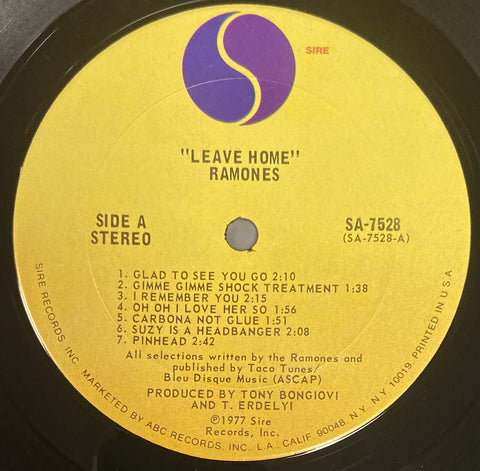 SIRE
"LEAVE HOME"
RAMONES
SIDE A
STEREO
SA-7528
(SA-7528-A)
1. GLAD TO SEE YOU GO 2:10
2. GIMME GIMME SHOCK TREATMENT 1:38
3. I REMEMBER YOU 2:15
4. OH OH I LOVE HER SO 1:56
5. CARBONA NOT GLUE 1:51
6. SUZY IS A HEADBANGER 2:08
7. PINHEAD 2:42
All selections written by the Ramones and
published by Taco Tunes/
Bleu Disque Music (ASCAP)
PRODUCED BY TONY BONGIOVI
AND T. ERDELYI
℗1977 Sire
Records, Inc.
SIRE RECORDS, INC. MARKETED BY ABC RECORDS, INC., L.A., CALIF. 90048, N.Y., N.Y. 10019. PRINTED IN U.S.A.